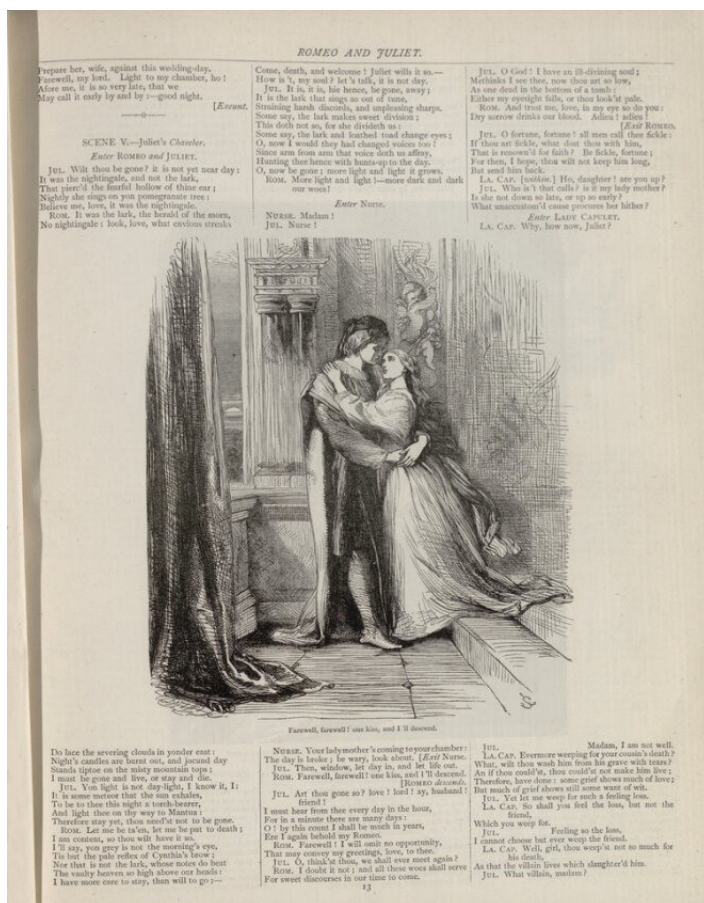 ROMEO AND JULIET.
Prepare her, wife, against this wedding-day.
Farewell, my lord. Light to my chamber, ho!
Afore me, it is so very late, that we
May call it early by and by:—good night.
[Exeunt.
SCENE V.—Juliet's Chamber.
Enter ROMEO and JULIET.
JUL. Wilt thou be gone? it is not yet near day:
It was the nightingale, and not the lark,
That pierc'd the fearful hollow of thine ear;
Nightly she sings on yon pomegranate tree:
Believe me, love, it was the nightingale.
ROM. It was the lark, the herald of the morn,
No nightingale: look, love, what envious streaks
Do lace the severing clouds in yonder east:
Night's candles are burnt out, and jocund day
Stands tiptoe on the misty mountain tops;
I must be gone and live, or stay and die.
JUL. Yon light is not day-light, I know it, I:
It is some meteor that the sun exhales,
To be to thee this night a torch-bearer,
And light thee on thy way to Mantua:
Therefore stay yet, thou need'st not to be gone.
ROM. Let me be ta'en, let me be put to death;
I am content, so thou wilt have it so.
I'll say, yon grey is not the morning's eye,
'Tis but the pale reflex of Cynthia's brow;
Nor that is not the lark, whose notes do beat
The vaulty heaven so high above our heads:
I have more care to stay, than will to go;—
Come, death, and welcome! Juliet wills it so.—
How is 't, my soul? let's talk, it is not day.
JUL. It is, it is, hie hence, be gone, away;
It is the lark that sings so out of tune,
Straining harsh discords, and unpleasing sharps.
Some say, the lark makes sweet division;
This doth not so, for she divideth us:
Some say, the lark and loathed toad change eyes;
O, now I would they had changed voices too!
Since arm from arm that voice doth us affray,
Hunting thee hence with hunts-up to the day.
O, now be gone; more light and light it grows.
ROM. More light and light!—more dark and dark
our woes!
Enter Nurse.
NURSE. Madam!
JUL. Nurse!
Farewell, farewell! one kiss, and I'll descend.
NURSE. Your lady mother's coming to your chamber:
The day is broke; be wary, look about. [Exit Nurse.
JUL. Then, window, let day in, and let life out.
ROM. Farewell, farewell! one kiss, and I'll descend.
[ROMEO descends.
JUL. Art thou gone so? love! lord! ay, husband!
friend!
I must hear from thee every day in the hour,
For in a minute there are many days:
O! by this count I shall be much in years,
Ere I again behold my Romeo.
ROM. Farewell! I will omit no opportunity,
That may convey my greetings, love, to thee.
JUL. O, think'st thou, we shall ever meet again?
ROM. I doubt it not; and all these woes shall serve
For sweet discourses in our time to come.
JUL. O God! I have an ill-divining soul;
Methinks I see thee, now thou art so low,
As one dead in the bottom of a tomb:
Either my eyesight fails, or thou look'st pale.
ROM. And trust me, love, in my eye so do you:
Dry sorrow drinks our blood. Adieu! adieu!
[Exit ROMEO.
JUL. O fortune, fortune! all men call thee fickle:
If thou art fickle, what dost thou with him,
That is renown'd for faith? Be fickle, fortune;
For then, I hope, thou wilt not keep him long,
But send him back.
LA. CAP. [within.] Ho, daughter! are you up?
JUL. Who is 't that calls? is it my lady mother?
Is she not down so late, or up so early?
What unaccustom'd cause procures her hither?
Enter LADY CAPULET.
LA. CAP. Why, how now, Juliet?
JUL. Madam, I am not well.
LA. CAP. Evermore weeping for your cousin's death?
What, wilt thou wash him from his grave with tears?
An if thou could'st, thou could'st not make him live;
Therefore, have done: some grief shows much of love;
But much of grief shows still some want of wit.
JUL. Yet let me weep for such a feeling loss.
LA. CAP. So shall you feel the loss, but not the
friend,
Which you weep for.
JUL. Feeling so the loss,
I cannot choose but ever weep the friend.
LA. CAP. Well, girl, thou weep'st not so much for
his death,
As that the villain lives which slaughter'd him.
JUL. What villain, madam?
13